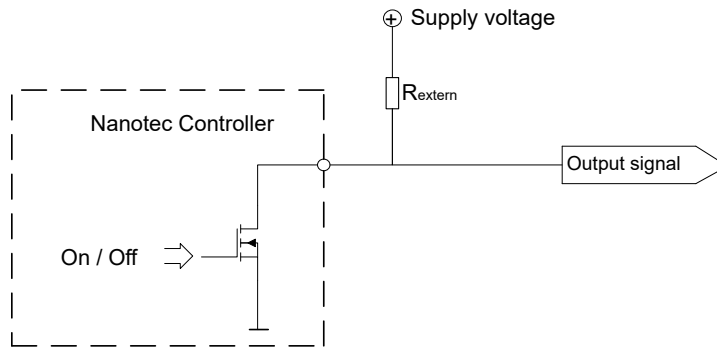 Supply voltage
Rextern
Nanotec Controller
Output signal
On / Off